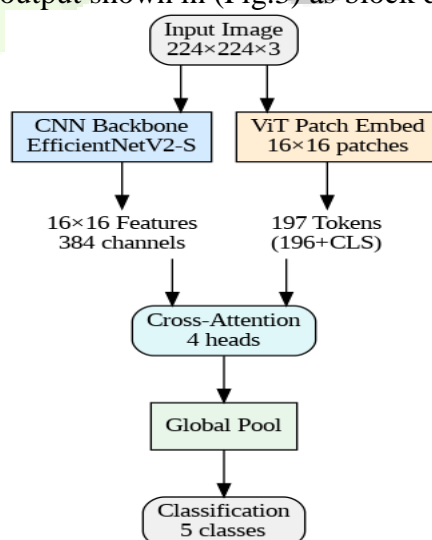 output shown in (Fig.3) as block
Input Image
224×224×3
CNN Backbone
EfficientNetV2-S
ViT Patch Embed
16×16 patches
16×16 Features
384 channels
197 Tokens
(196+CLS)
Cross-Attention
4 heads
Global Pool
Classification
5 classes